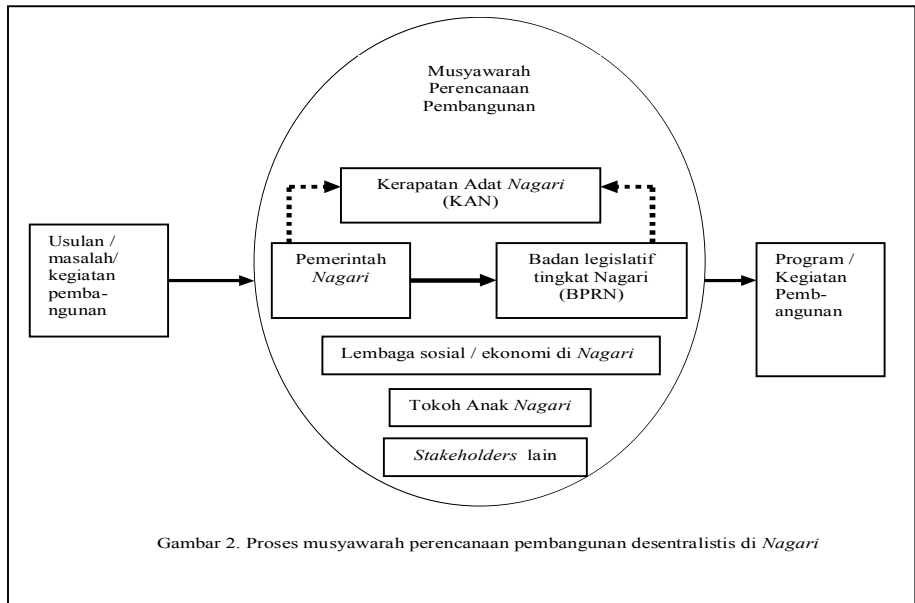 Musyawarah
Perencanaan
Pembangunan
Kerapatan Adat Nagari
(KAN)
Usulan /
masalah/
kegiatan
pemba-
ngunan
Pemerintah
Nagari
Badan legislatif
tingkat Nagari
(BPRN)
Program /
Kegiatan
Pemb-
angunan
Lembaga sosial / ekonomi di Nagari
Tokoh Anak Nagari
Stakeholders lain
Gambar 2. Proses musyawarah perencanaan pembangunan desentralistis di Nagari